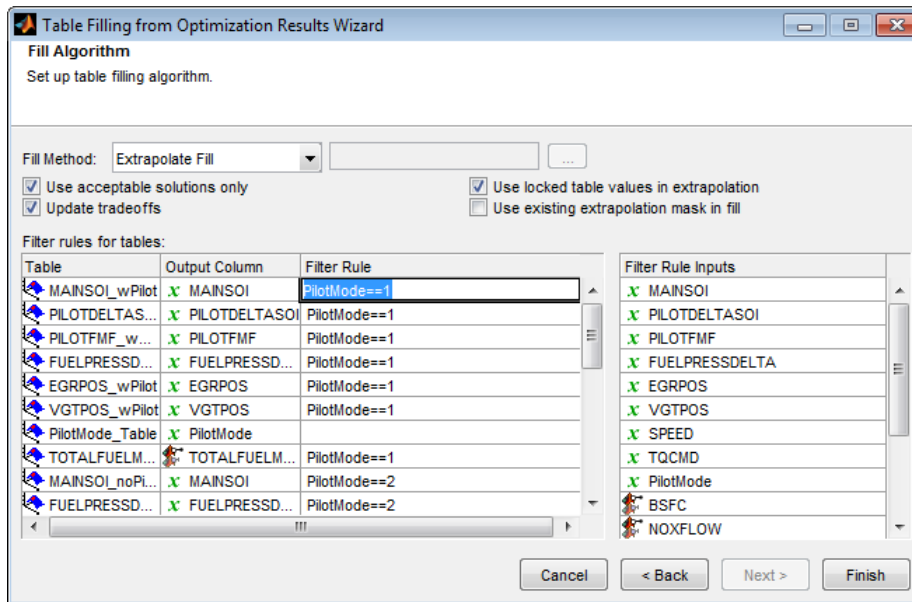 Table Filling from Optimization Results Wizard
Fill Algorithm
Set up table filling algorithm.
Fill Method: Extrapolate Fill ...
Use acceptable solutions only Use locked table values in extrapolation
Update tradeoffs Use existing extrapolation mask in fill
Filter rules for tables:
Table Output Column Filter Rule Filter Rule Inputs
MAINSOI_wPilot x MAINSOI PilotMode==1 x MAINSOI
PILOTDELTAS... x PILOTDELTASOI PilotMode==1 x PILOTDELTASOI
PILOTFMF_w... x PILOTFMF PilotMode==1 x PILOTFMF
FUELPRESSD... x FUELPRESSD... PilotMode==1 x FUELPRESSDELTA
EGRPOS_wPilot x EGRPOS PilotMode==1 x EGRPOS
VGTPOS_wPilot x VGTPOS PilotMode==1 x VGTPOS
PilotMode_Table x PilotMode x SPEED
TOTALFUELM... TOTALFUELM... PilotMode==1 x TQCMD
MAINSOI_noPi... x MAINSOI PilotMode==2 x PilotMode
FUELPRESSD... x FUELPRESSD... PilotMode==2 BSFC
NOXFLOW
Cancel < Back Next > Finish